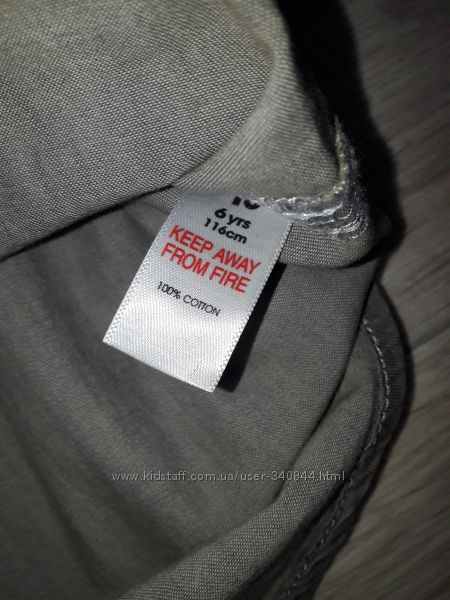 6 yrs
116cm
KEEP AWAY
FROM FIRE
100% COTTON
www.kidstaff.com.ua/user-340844.html